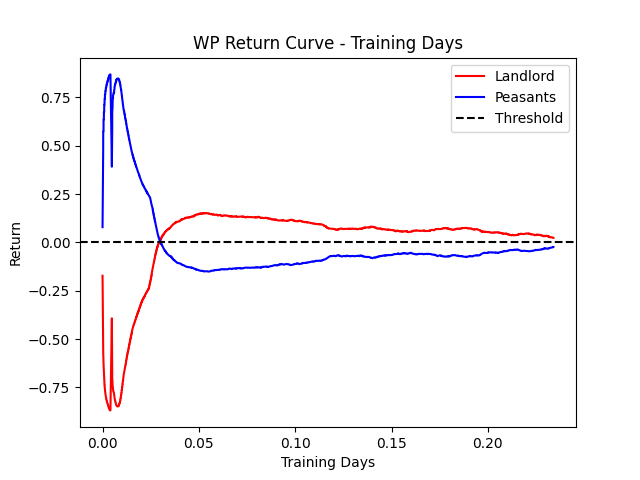 WP Return Curve - Training Days
Landlord
Peasants
Threshold
Return
0.75
0.50
0.25
0.00
−0.25
−0.50
−0.75
0.00 0.05 0.10 0.15 0.20
Training Days